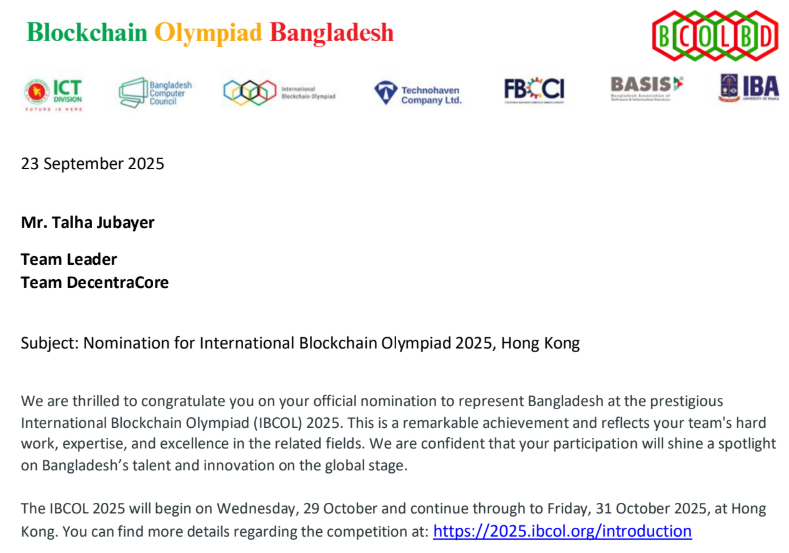 Blockchain Olympiad Bangladesh
BCOLBD
ICT
DIVISION
FUTURE IS HERE
Bangladesh
Computer
Council
International
Blockchain Olympiad
Technohaven
Company Ltd.
FBCCI
BASIS
Bangladesh Association of
Software & Information Services
IBA
23 September 2025
Mr. Talha Jubayer
Team Leader
Team DecentraCore
Subject: Nomination for International Blockchain Olympiad 2025, Hong Kong
We are thrilled to congratulate you on your official nomination to represent Bangladesh at the prestigious
International Blockchain Olympiad (IBCOL) 2025. This is a remarkable achievement and reflects your team's hard
work, expertise, and excellence in the related fields. We are confident that your participation will shine a spotlight
on Bangladesh’s talent and innovation on the global stage.
The IBCOL 2025 will begin on Wednesday, 29 October and continue through to Friday, 31 October 2025, at Hong
Kong. You can find more details regarding the competition at: https://2025.ibcol.org/introduction